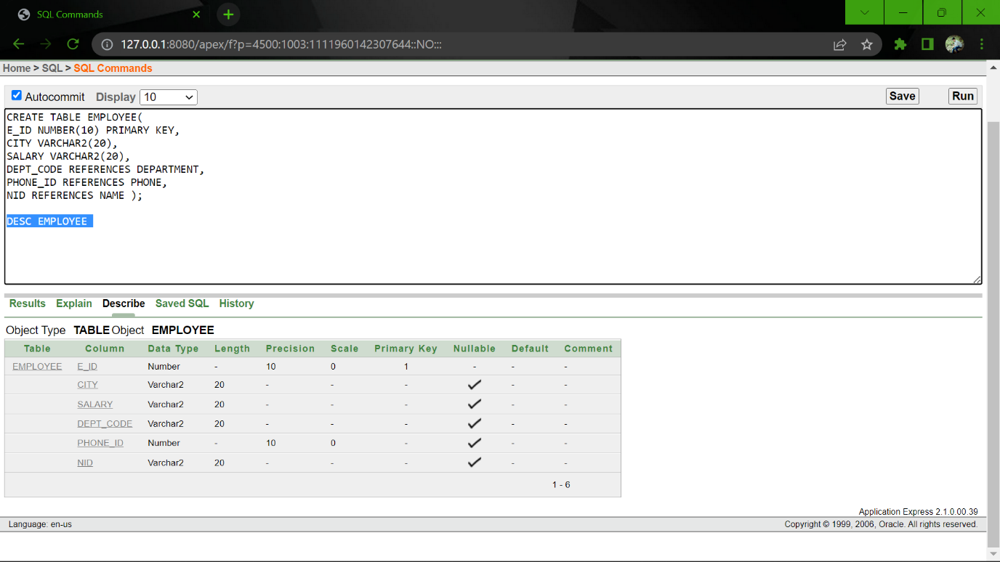 SQL Commands
127.0.0.1:8080/apex/f?p=4500:1003:1111960142307644::NO:::
Home > SQL > SQL Commands
Autocommit Display 10 Save Run
CREATE TABLE EMPLOYEE(
E_ID NUMBER(10) PRIMARY KEY,
CITY VARCHAR2(20),
SALARY VARCHAR2(20),
DEPT_CODE REFERENCES DEPARTMENT,
PHONE_ID REFERENCES PHONE,
NID REFERENCES NAME );
DESC EMPLOYEE
Results Explain Describe Saved SQL History
Object Type TABLE Object EMPLOYEE
Table Column Data Type Length Precision Scale Primary Key Nullable Default Comment
EMPLOYEE E_ID Number - 10 0 1 - - -
CITY Varchar2 20 - - - - -
SALARY Varchar2 20 - - - - -
DEPT_CODE Varchar2 20 - - - - -
PHONE_ID Number - 10 0 - - -
NID Varchar2 20 - - - - -
1 - 6
Application Express 2.1.0.00.39
Language: en-us Copyright © 1999, 2006, Oracle. All rights reserved.